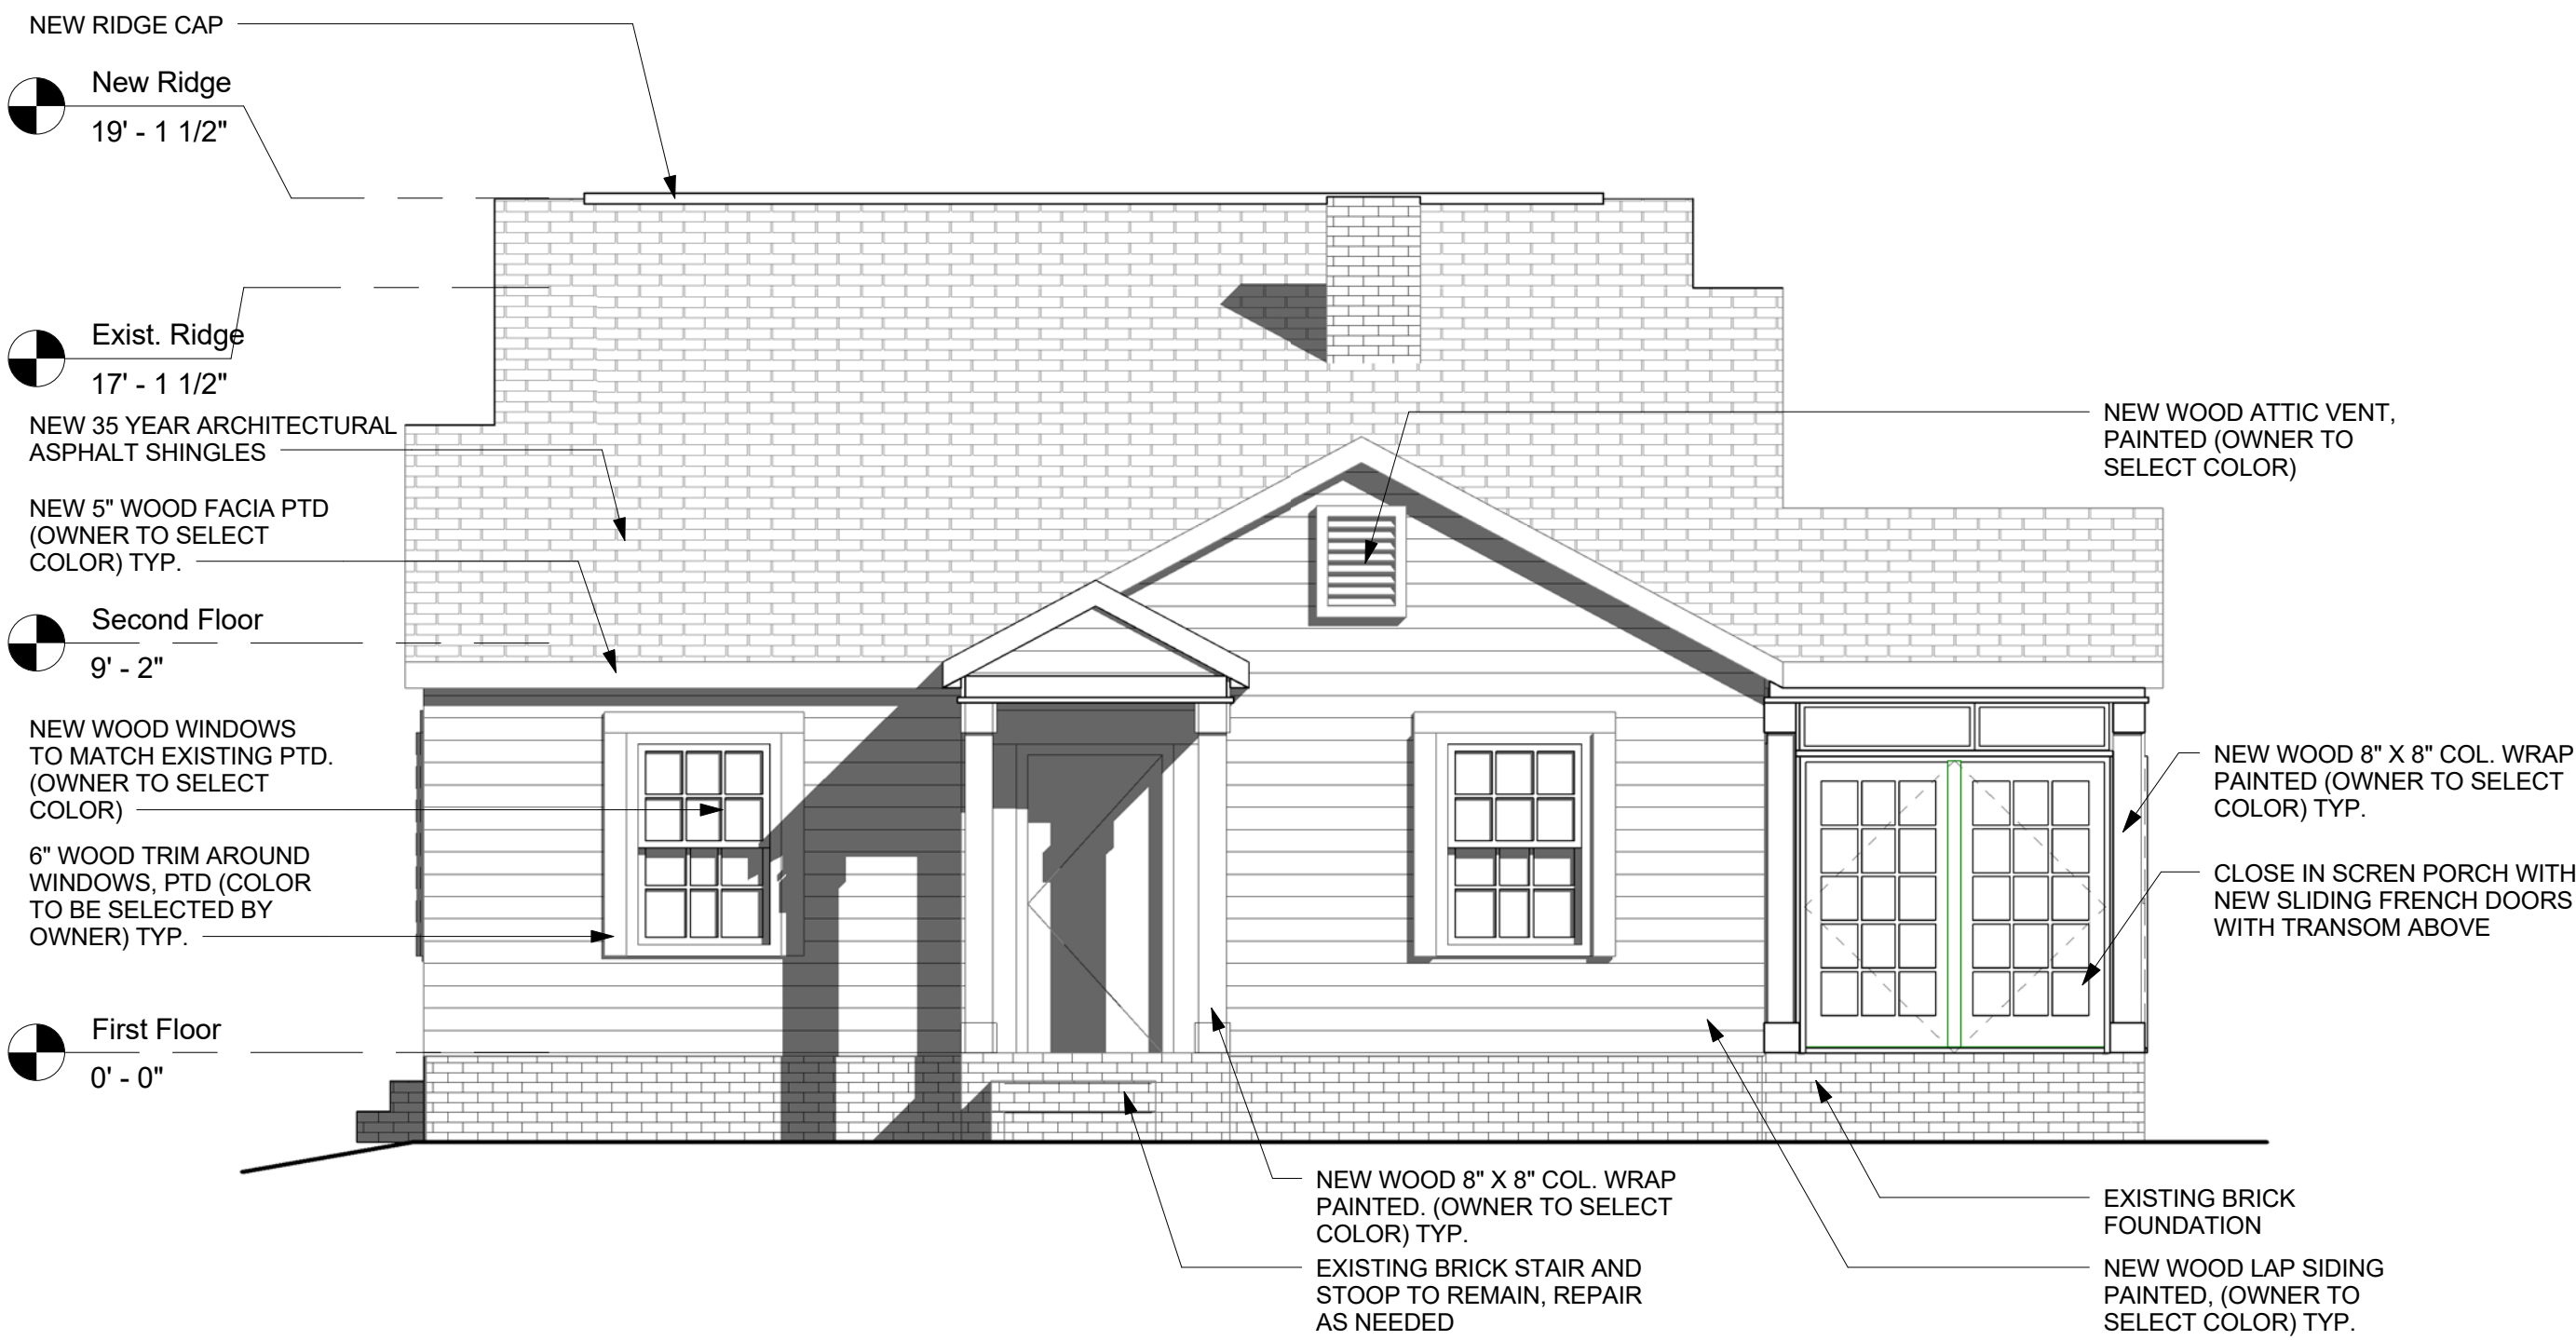 NEW RIDGE CAP
New Ridge
19' - 1 1/2"
Exist. Ridge
17' - 1 1/2"
NEW 35 YEAR ARCHITECTURAL
ASPHALT SHINGLES
NEW 5" WOOD FACIA PTD
(OWNER TO SELECT
COLOR) TYP.
Second Floor
9' - 2"
NEW WOOD WINDOWS
TO MATCH EXISTING PTD.
(OWNER TO SELECT
COLOR)
6" WOOD TRIM AROUND
WINDOWS, PTD (COLOR
TO BE SELECTED BY
OWNER) TYP.
First Floor
0' - 0"
NEW WOOD ATTIC VENT,
PAINTED (OWNER TO
SELECT COLOR)
NEW WOOD 8" X 8" COL. WRAP
PAINTED (OWNER TO SELECT
COLOR) TYP.
CLOSE IN SCREN PORCH WITH
NEW SLIDING FRENCH DOORS
WITH TRANSOM ABOVE
NEW WOOD 8" X 8" COL. WRAP
PAINTED. (OWNER TO SELECT
COLOR) TYP.
EXISTING BRICK STAIR AND
STOOP TO REMAIN, REPAIR
AS NEEDED
EXISTING BRICK
FOUNDATION
NEW WOOD LAP SIDING
PAINTED, (OWNER TO
SELECT COLOR) TYP.